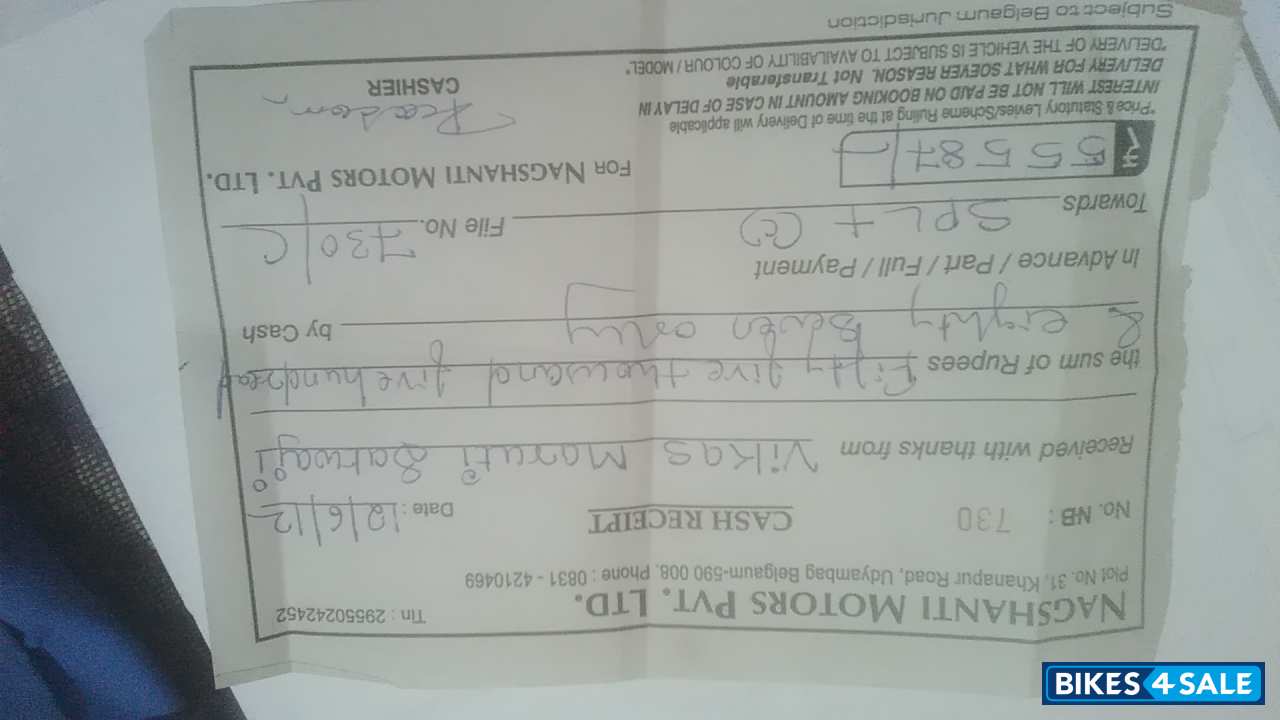 NAGSHANTI MOTORS PVT. LTD. Tin : 29550242452
Plot No. 31, Khanapur Road, Udyambag Belgaum-590 008. Phone : 0831 - 4210469
No. NB : 730 CASH RECEIPT Date : 12/6/12
Received with thanks from Vikas Maruti
the sum of Rupees Fifty five thousand five hundread
& eighty Seven only by Cash
In Advance / Part / Full / Payment
Towards SPL + CC File No. 730/C
₹ 55587/- FOR NAGSHANTI MOTORS PVT. LTD.
*Price & Statutory Levies/Scheme Ruling at the time of Delivery will applicable
INTEREST WILL NOT BE PAID ON BOOKING AMOUNT IN CASE OF DELAY IN
DELIVERY FOR WHAT SOEVER REASON. Not Transferable
"DELIVERY OF THE VEHICLE IS SUBJECT TO AVAILABILITY OF COLOUR / MODEL"
CASHIER
Subject to Belgaum Jurisdiction
BIKES4SALE